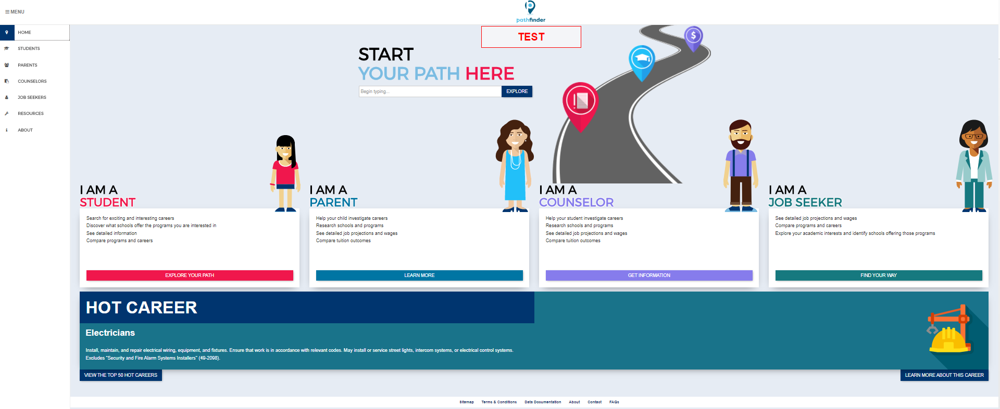 MENU
pathfinder
HOME
STUDENTS
PARENTS
COUNSELORS
JOB SEEKERS
RESOURCES
ABOUT
TEST
START
YOUR PATH HERE
Begin typing...
EXPLORE
$
I AM A
STUDENT
Search for exciting and interesting careers
Discover what schools offer the programs you are interested in
See detailed information
Compare programs and careers
EXPLORE YOUR PATH
I AM A
PARENT
Help your child investigate careers
Research schools and programs
See detailed job projections and wages
Compare tuition outcomes
LEARN MORE
I AM A
COUNSELOR
Help your student investigate careers
Research schools and programs
See detailed job projections and wages
Compare tuition outcomes
GET INFORMATION
I AM A
JOB SEEKER
See detailed job projections and wages
Compare programs and careers
Explore your academic interests and identify schools offering those programs
FIND YOUR WAY
HOT CAREER
Electricians
Install, maintain, and repair electrical wiring, equipment, and fixtures. Ensure that work is in accordance with relevant codes. May install or service street lights, intercom systems, or electrical control systems.
Excludes “Security and Fire Alarm Systems Installers” (49-2098).
VIEW THE TOP 50 HOT CAREERS
LEARN MORE ABOUT THIS CAREER
Sitemap Terms & Conditions Data Documentation About Contact FAQs